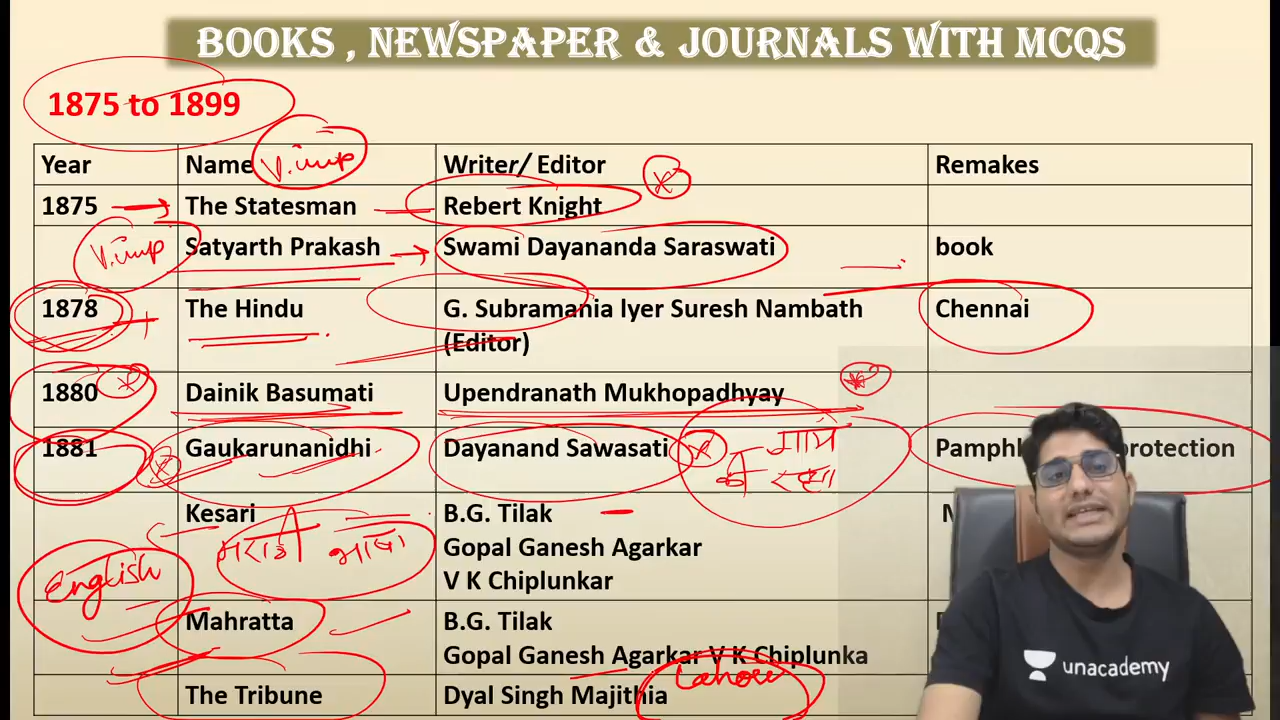 BOOKS , NEWSPAPER & JOURNALS WITH MCQS
1875 to 1899
Year Name V.imp Writer/ Editor Remakes
1875 The Statesman Rebert Knight
V.imp Satyarth Prakash Swami Dayananda Saraswati book
1878 The Hindu G. Subramania Iyer Suresh Nambath Chennai
(Editor)
1880 Dainik Basumati Upendranath Mukhopadhyay
1881 Gaukarunanidhi Dayanand Sawasati protection
की रक्षा
Kesari B.G. Tilak
मराठी भाषा
Gopal Ganesh Agarkar
V K Chiplunkar
English
Mahratta B.G. Tilak
Gopal Ganesh Agarkar V K Chiplunka
The Tribune Dyal Singh Majithia Lahore
unacademy